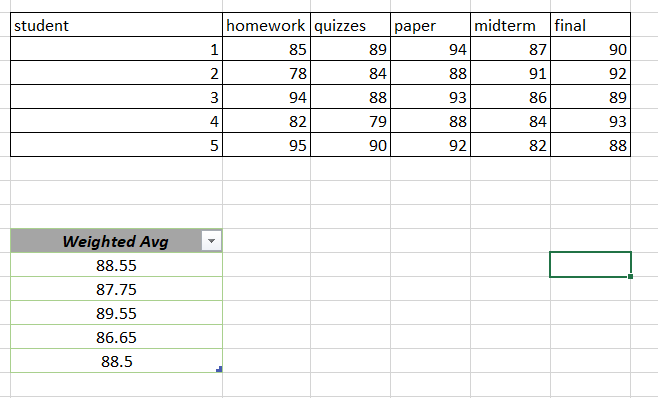 student homework quizzes paper midterm final
1 85 89 94 87 90
2 78 84 88 91 92
3 94 88 93 86 89
4 82 79 88 84 93
5 95 90 92 82 88
Weighted Avg
88.55
87.75
89.55
86.65
88.5